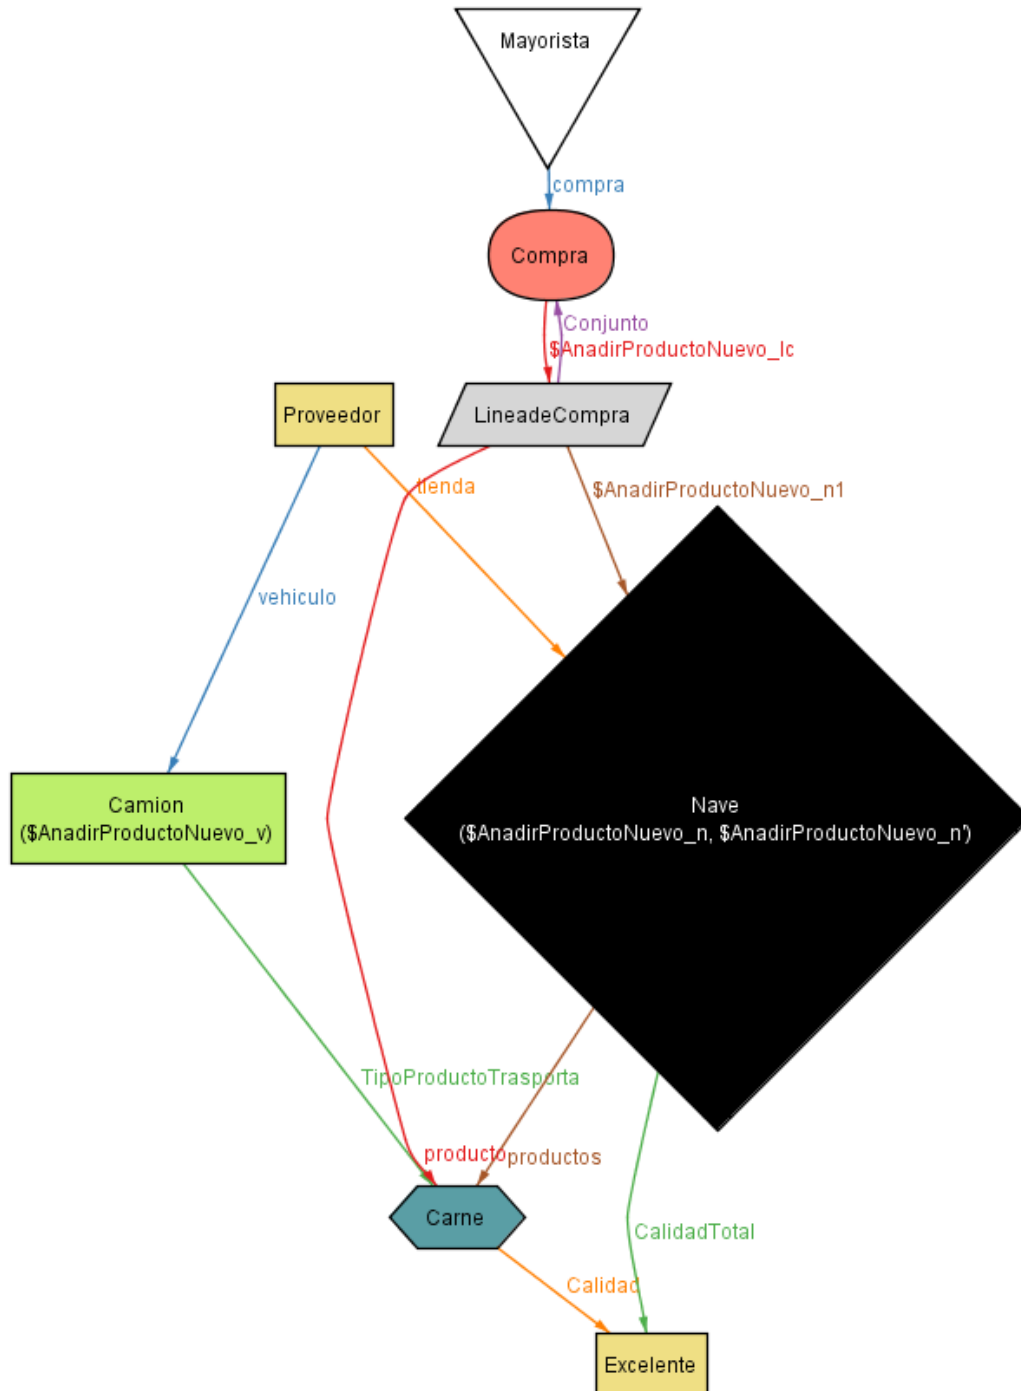 Mayorista
compra
Compra
Conjunto
$AnadirProductoNuevo_lc
Proveedor
LineadeCompra
tienda
$AnadirProductoNuevo_n1
vehiculo
Camion
($AnadirProductoNuevo_v)
Nave
($AnadirProductoNuevo_n, $AnadirProductoNuevo_n')
TipoProductoTrasporta
producto
productos
Carne
CalidadTotal
Calidad
Excelente